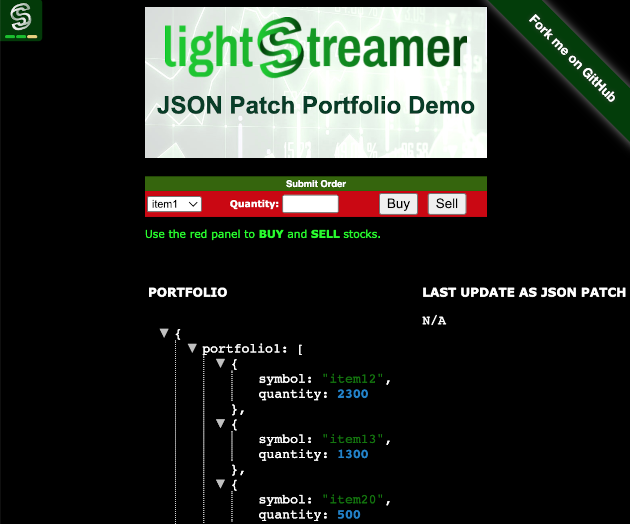 lightStreamer
JSON Patch Portfolio Demo
Fork me on GitHub
Submit Order
item1 Quantity: Buy Sell
Use the red panel to BUY and SELL stocks.
PORTFOLIO
LAST UPDATE AS JSON PATCH
N/A
{
portfolio1: [
{
symbol: "item12",
quantity: 2300
},
{
symbol: "item13",
quantity: 1300
},
{
symbol: "item20",
quantity: 500